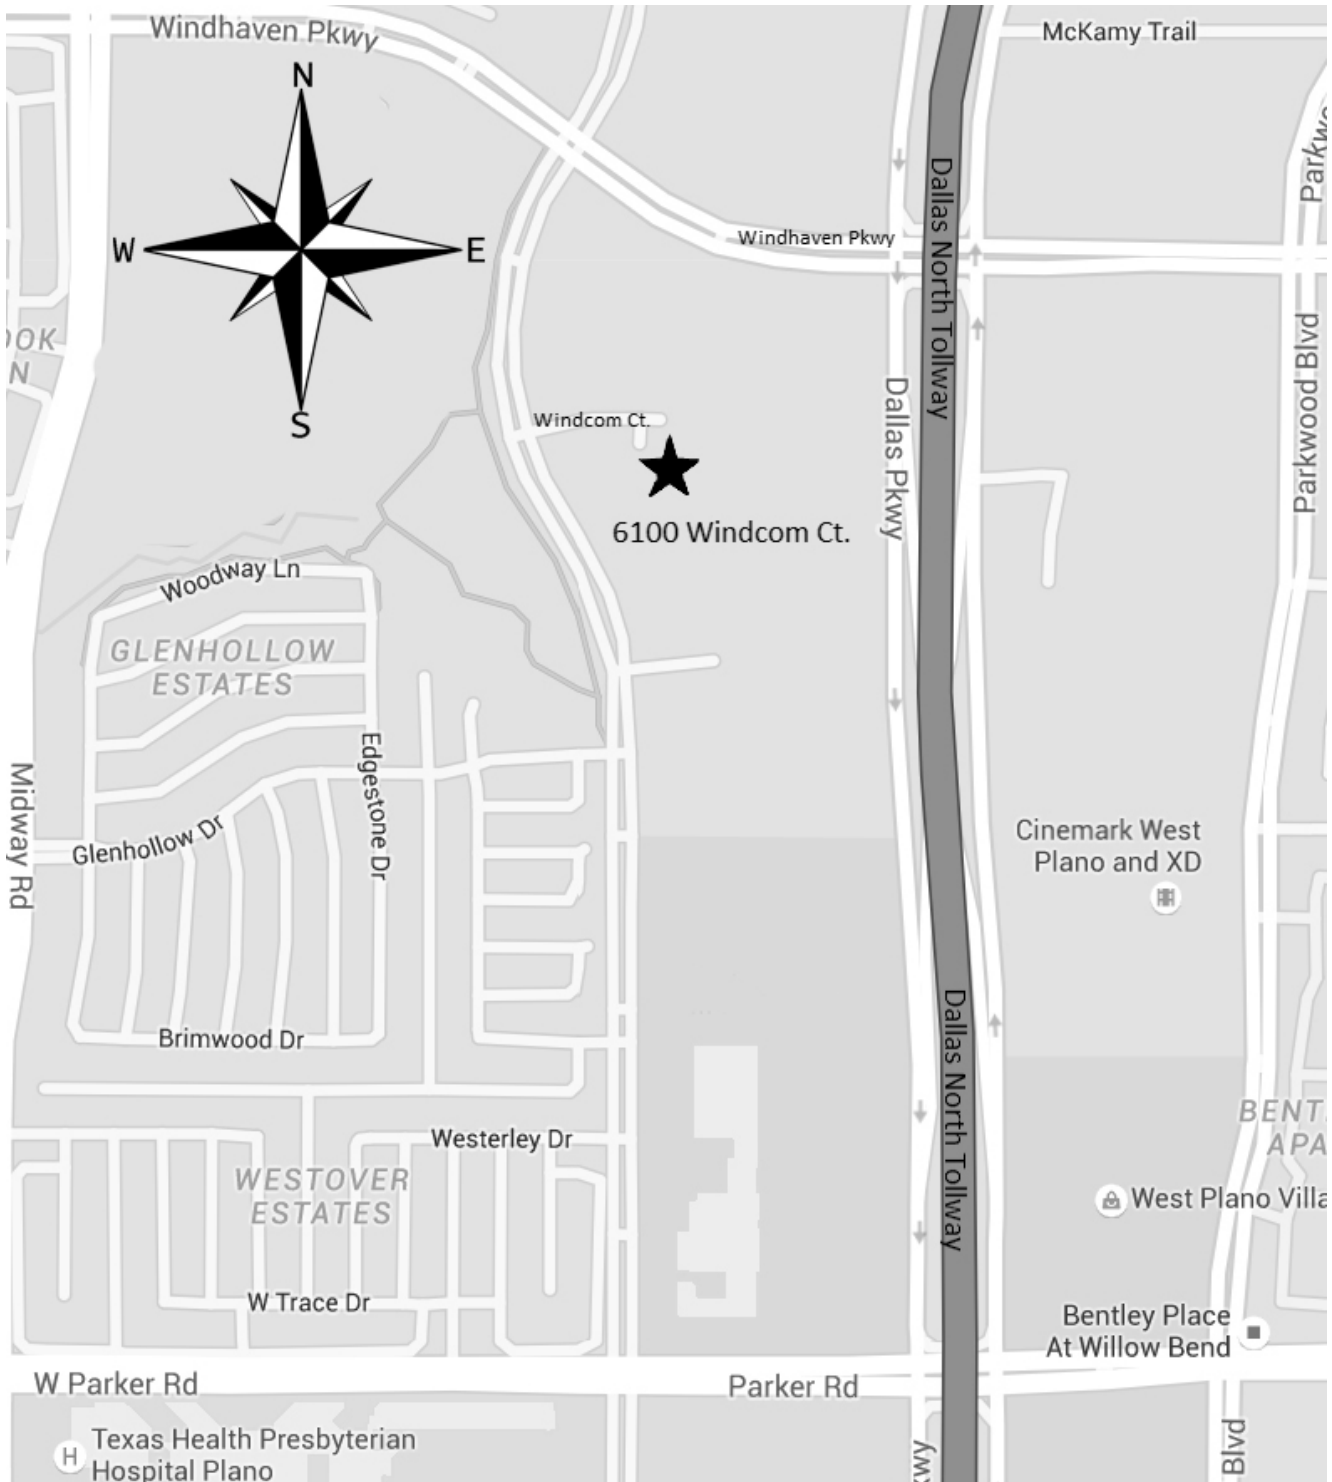 Windhaven Pkwy
McKamy Trail
N
W
E
S
Dallas North Tollway
Windhaven Pkwy
Parkwood Blvd
Dallas Pkwy
Windcom Ct.
6100 Windcom Ct.
Woodway Ln
GLENHOLLOW
ESTATES
Edgestone Dr
Midway Rd
Glenhollow Dr
Cinemark West
Plano and XD
Brimwood Dr
Dallas North Tollway
Westerley Dr
WESTOVER
ESTATES
West Plano Villa
W Trace Dr
Bentley Place
At Willow Bend
W Parker Rd
Parker Rd
Blvd
H
Texas Health Presbyterian
Hospital Plano